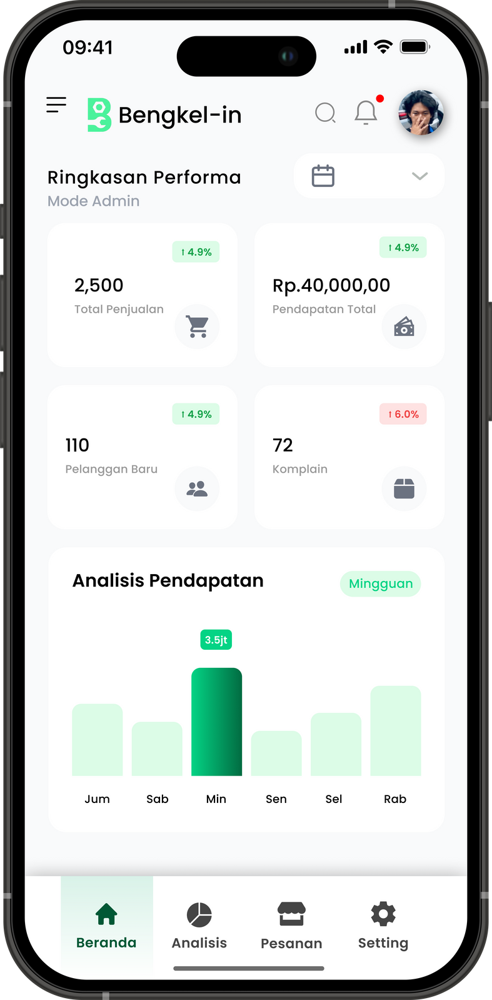 09:41
Bengkel-in
Ringkasan Performa
Mode Admin
↑ 4.9%
2,500
Total Penjualan
↑ 4.9%
Rp.40,000,00
Pendapatan Total
↑ 4.9%
110
Pelanggan Baru
↑ 6.0%
72
Komplain
Analisis Pendapatan
Mingguan
3.5jt
Jum Sab Min Sen Sel Rab
Beranda Analisis Pesanan Setting